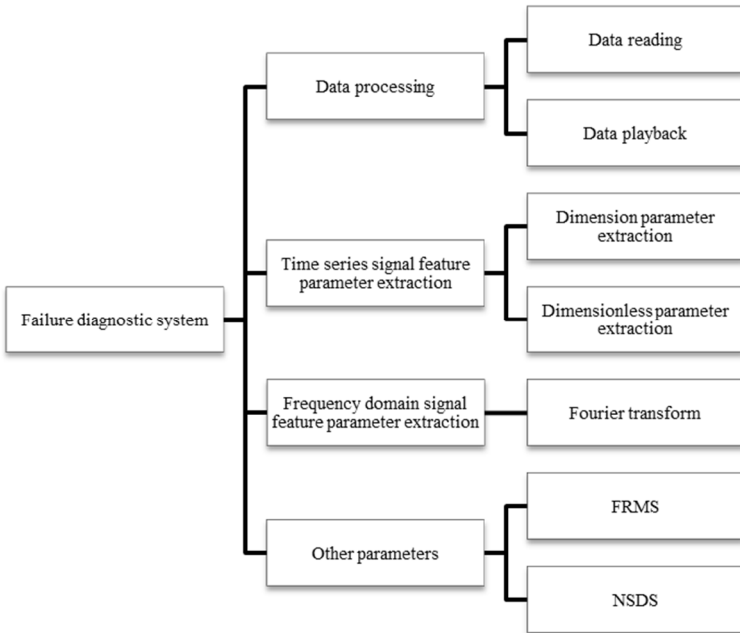 Failure diagnostic system
Data processing
Data reading
Data playback
Time series signal feature
parameter extraction
Dimension parameter
extraction
Dimensionless parameter
extraction
Frequency domain signal
feature parameter extraction
Fourier transform
Other parameters
FRMS
NSDS